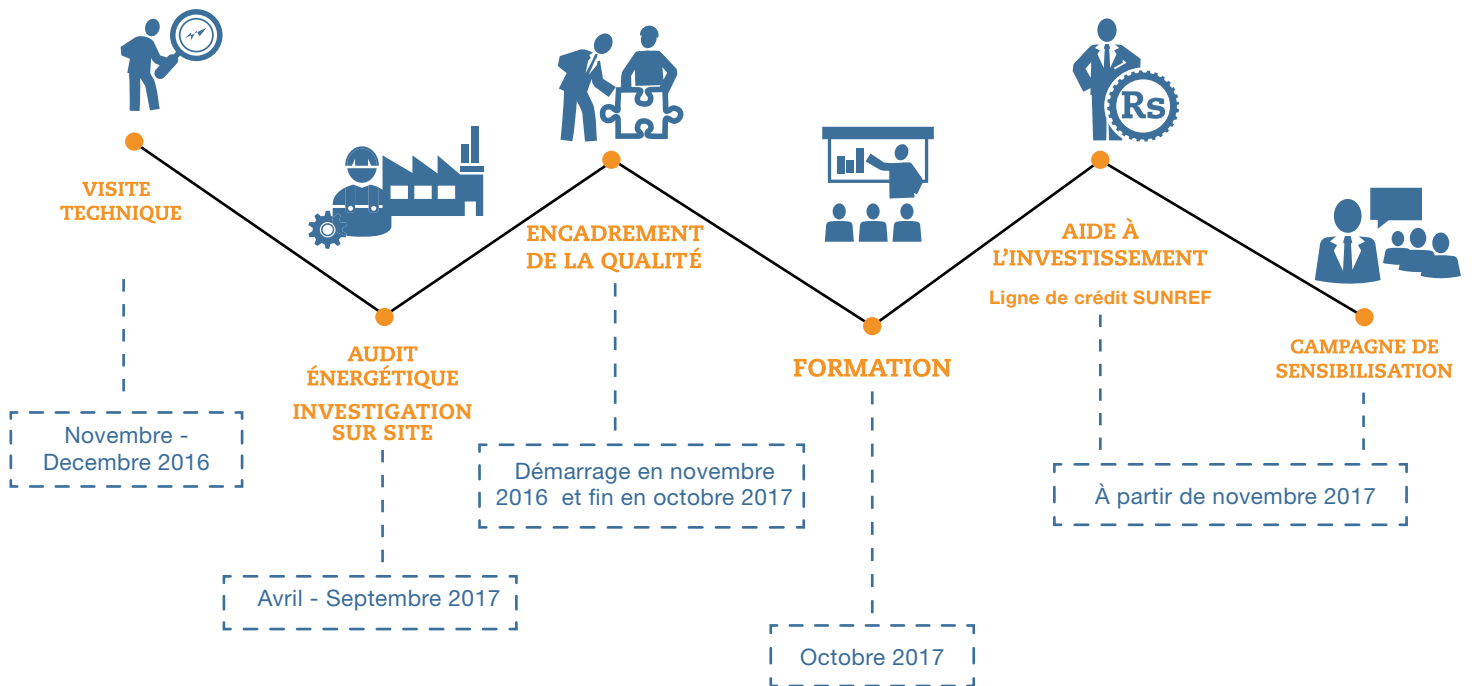 VISITE
TECHNIQUE
Novembre -
Decembre 2016
AUDIT
ÉNERGÉTIQUE
INVESTIGATION
SUR SITE
Avril - Septembre 2017
ENCADREMENT
DE LA QUALITÉ
Démarrage en novembre
2016 et fin en octobre 2017
FORMATION
Octobre 2017
Rs
AIDE À
L'INVESTISSEMENT
Ligne de crédit SUNREF
CAMPAGNE DE
SENSIBILISATION
À partir de novembre 2017